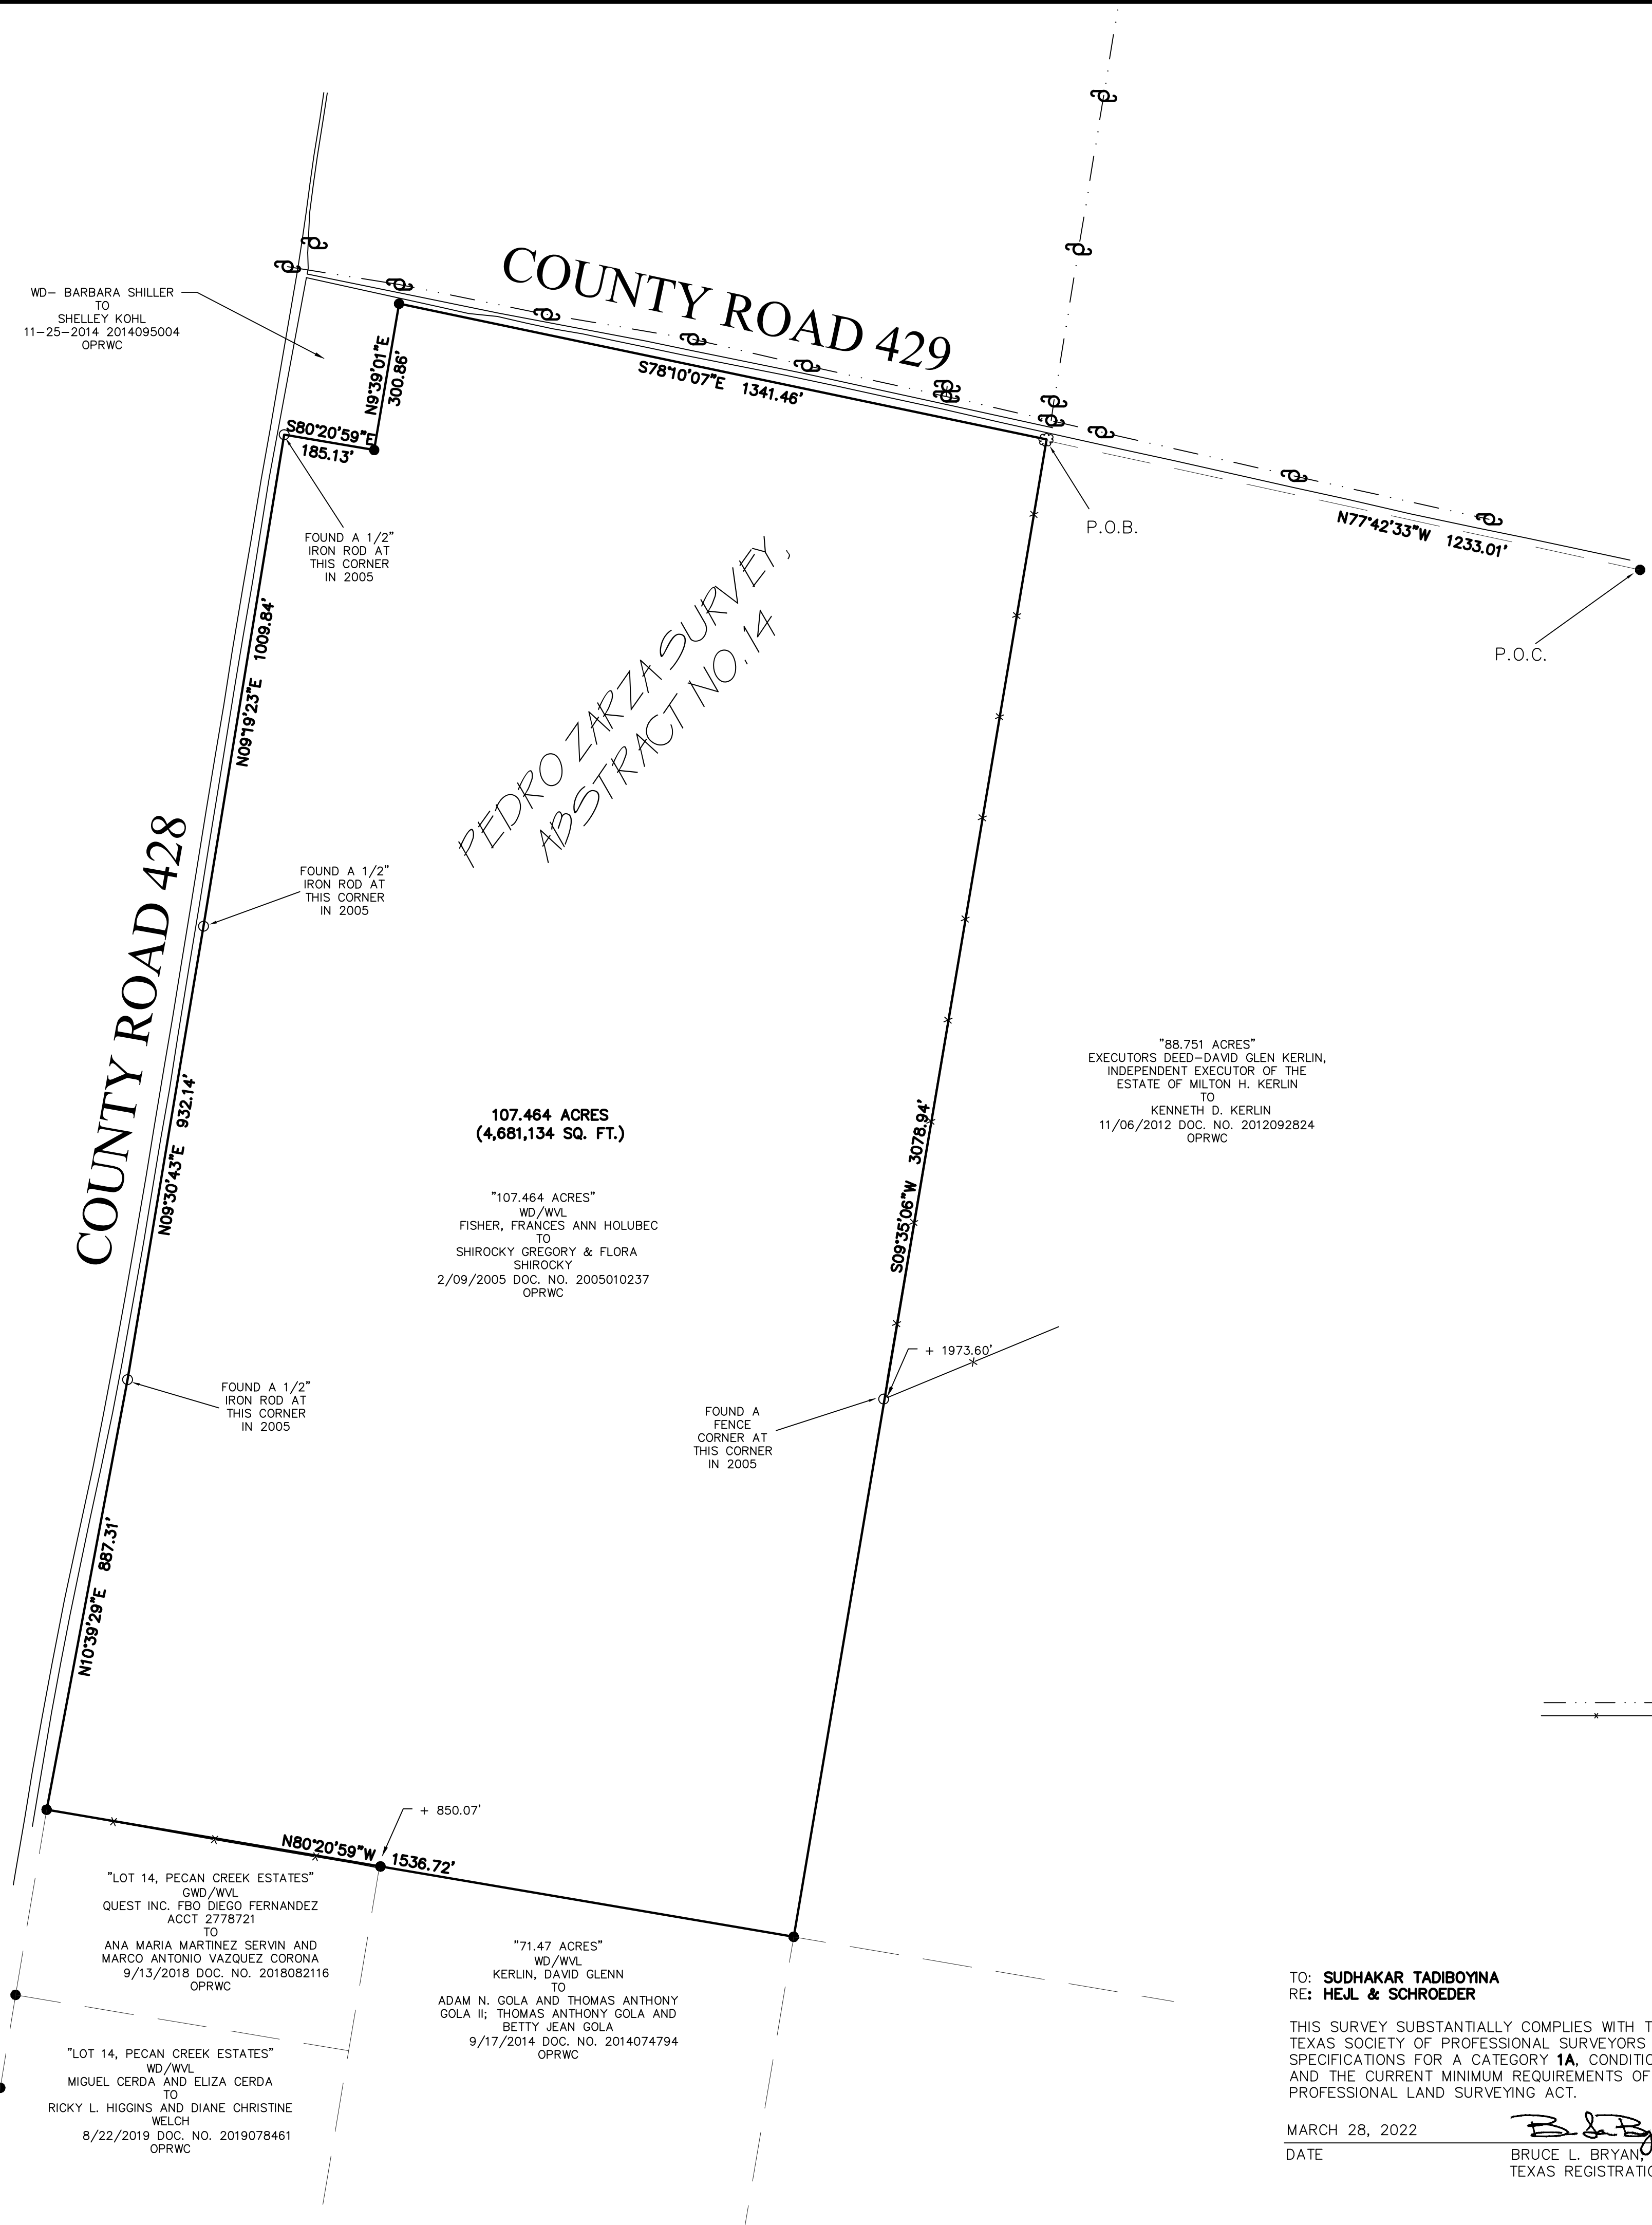 COUNTY ROAD 429
WD- BARBARA SHILLER
TO
SHELLEY KOHL
11-25-2014 2014095004
OPRWC
N9°39'01"E
300.86'
S78°10'07"E 1341.46'
S80°20'59"E
185.13'
P.O.B.
N77°42'33"W 1233.01'
P.O.C.
FOUND A 1/2"
IRON ROD AT
THIS CORNER
IN 2005
PEDRO ZARZA SURVEY,
ABSTRACT NO. 14
N09°19'23"E 1009.84'
COUNTY ROAD 428
FOUND A 1/2"
IRON ROD AT
THIS CORNER
IN 2005
N09°30'43"E 932.14'
107.464 ACRES
(4,681,134 SQ. FT.)
"107.464 ACRES"
WD/WVL
FISHER, FRANCES ANN HOLUBEC
TO
SHIROCKY GREGORY & FLORA
SHIROCKY
2/09/2005 DOC. NO. 2005010237
OPRWC
"88.751 ACRES"
EXECUTORS DEED-DAVID GLEN KERLIN,
INDEPENDENT EXECUTOR OF THE
ESTATE OF MILTON H. KERLIN
TO
KENNETH D. KERLIN
11/06/2012 DOC. NO. 2012092824
OPRWC
S09°35'06"W 3078.94'
+ 1973.60'
FOUND A 1/2"
IRON ROD AT
THIS CORNER
IN 2005
FOUND A
FENCE
CORNER AT
THIS CORNER
IN 2005
N10°39'29"E 887.31'
+ 850.07'
N80°20'59"W 1536.72'
"LOT 14, PECAN CREEK ESTATES"
GWD/WVL
QUEST INC. FBO DIEGO FERNANDEZ
ACCT 2778721
TO
ANA MARIA MARTINEZ SERVIN AND
MARCO ANTONIO VAZQUEZ CORONA
9/13/2018 DOC. NO. 2018082116
OPRWC
"71.47 ACRES"
WD/WVL
KERLIN, DAVID GLENN
TO
ADAM N. GOLA AND THOMAS ANTHONY
GOLA II; THOMAS ANTHONY GOLA AND
BETTY JEAN GOLA
9/17/2014 DOC. NO. 2014074794
OPRWC
"LOT 14, PECAN CREEK ESTATES"
WD/WVL
MIGUEL CERDA AND ELIZA CERDA
TO
RICKY L. HIGGINS AND DIANE CHRISTINE
WELCH
8/22/2019 DOC. NO. 2019078461
OPRWC
TO: SUDHAKAR TADIBOYINA
RE: HEJL & SCHROEDER
THIS SURVEY SUBSTANTIALLY COMPLIES WITH T
TEXAS SOCIETY OF PROFESSIONAL SURVEYORS
SPECIFICATIONS FOR A CATEGORY 1A, CONDITIO
AND THE CURRENT MINIMUM REQUIREMENTS OF
PROFESSIONAL LAND SURVEYING ACT.
MARCH 28, 2022
DATE
BRUCE L. BRYAN,
TEXAS REGISTRATIO